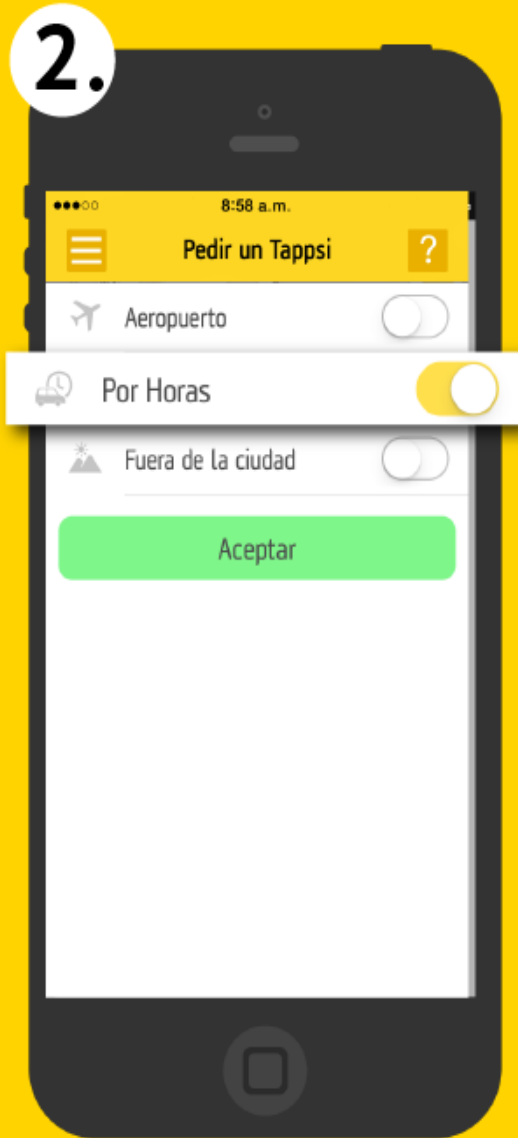 2.
8:58 a.m.
Pedir un Tappsi ?
Aeropuerto
Por Horas
Fuera de la ciudad
Aceptar